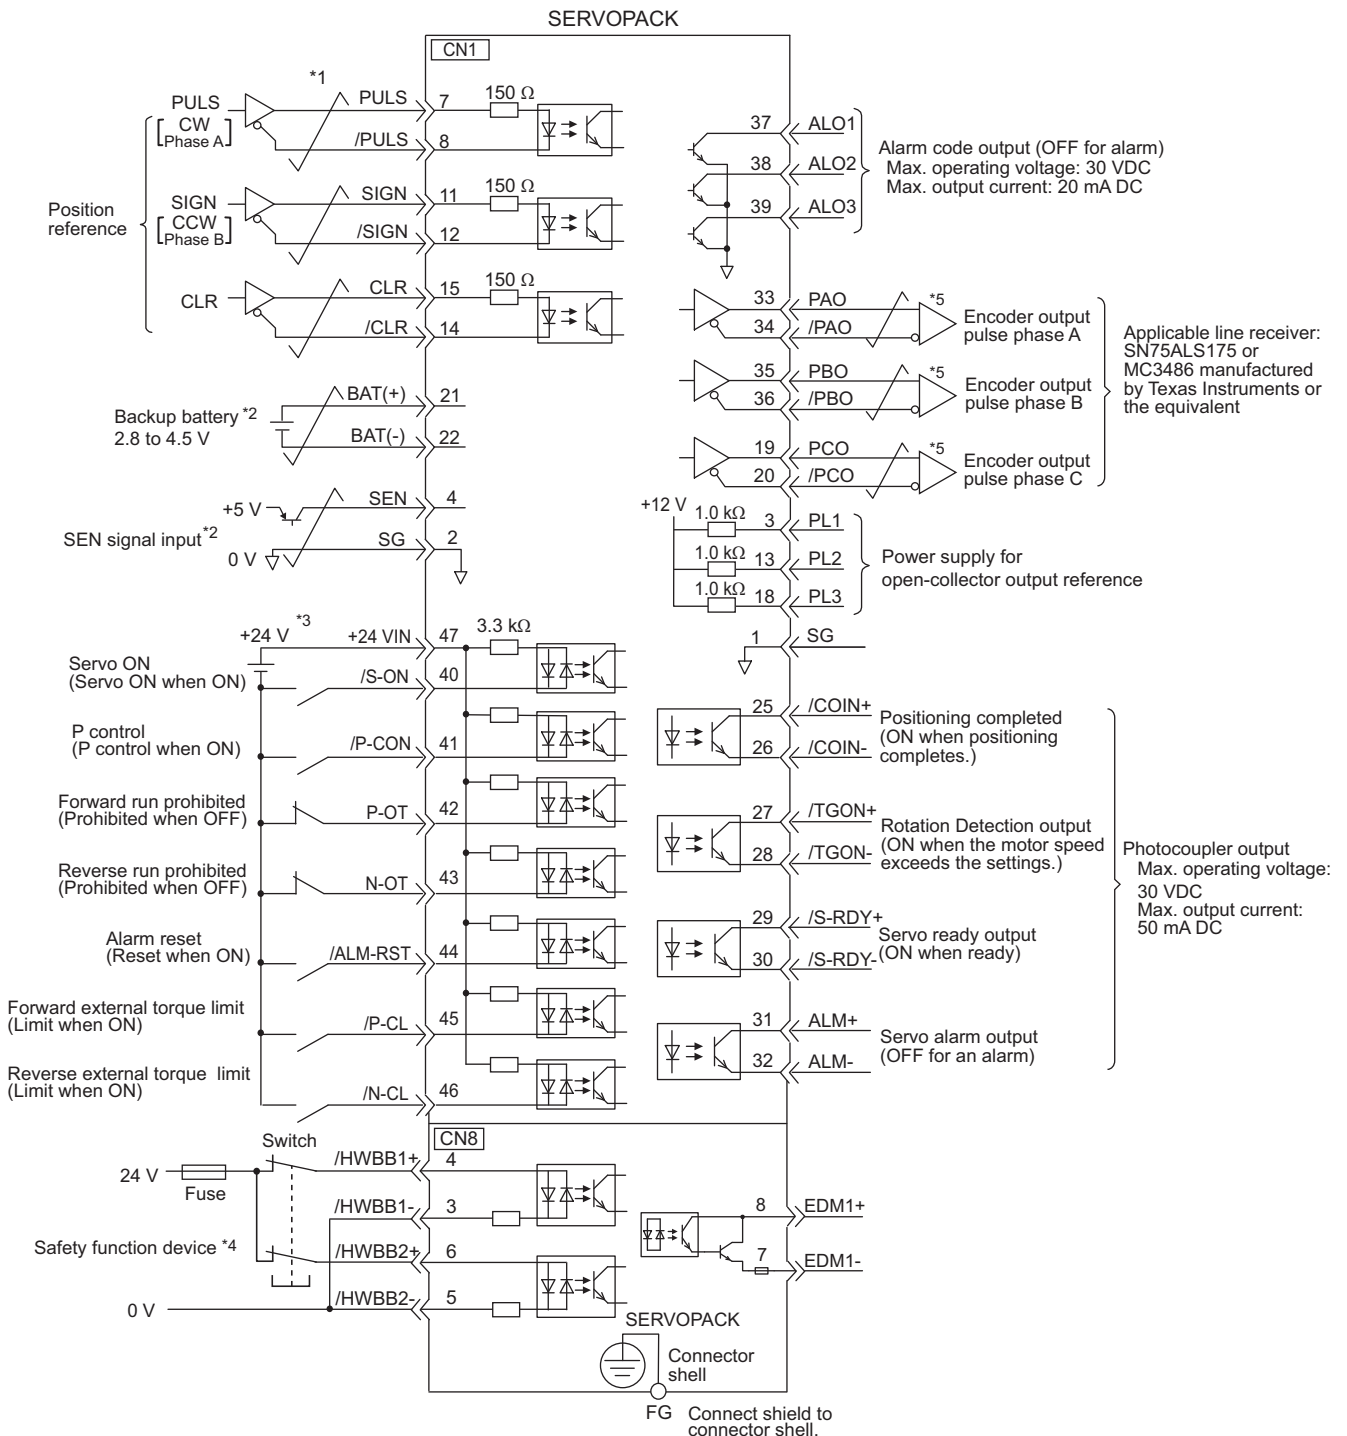 SERVOPACK
CN1
*1
PULS
[CW
Phase A]
PULS
7
150 Ω
/PULS
8
Position
reference
SIGN
[CCW
Phase B]
SIGN
11
150 Ω
/SIGN
12
CLR
CLR
15
150 Ω
/CLR
14
Backup battery *2
2.8 to 4.5 V
BAT(+)
21
BAT(-)
22
+5 V
SEN
4
SEN signal input*2
SG
2
0 V
+24 V
*3
+24 VIN
47
3.3 kΩ
Servo ON
(Servo ON when ON)
/S-ON
40
P control
(P control when ON)
/P-CON
41
Forward run prohibited
(Prohibited when OFF)
P-OT
42
Reverse run prohibited
(Prohibited when OFF)
N-OT
43
Alarm reset
(Reset when ON)
/ALM-RST
44
Forward external torque limit
(Limit when ON)
/P-CL
45
Reverse external torque limit
(Limit when ON)
/N-CL
46
37
ALO1
38
ALO2
39
ALO3
Alarm code output (OFF for alarm)
Max. operating voltage: 30 VDC
Max. output current: 20 mA DC
33
PAO
*5
34
/PAO
Encoder output
pulse phase A
35
PBO
*5
36
/PBO
Encoder output
pulse phase B
19
PCO
*5
20
/PCO
Encoder output
pulse phase C
Applicable line receiver:
SN75ALS175 or
MC3486 manufactured
by Texas Instruments or
the equivalent
+12 V
1.0 kΩ
3
PL1
1.0 kΩ
13
PL2
1.0 kΩ
18
PL3
Power supply for
open-collector output reference
1
SG
25
/COIN+
26
/COIN-
Positioning completed
(ON when positioning
completes.)
27
/TGON+
28
/TGON-
Rotation Detection output
(ON when the motor speed
exceeds the settings.)
29
/S-RDY+
30
/S-RDY-
Servo ready output
(ON when ready)
31
ALM+
32
ALM-
Servo alarm output
(OFF for an alarm)
Photocoupler output
Max. operating voltage:
30 VDC
Max. output current:
50 mA DC
CN8
Switch
24 V
Fuse
/HWBB1+
4
/HWBB1-
3
Safety function device *4
/HWBB2+
6
/HWBB2-
5
0 V
8
EDM1+
7
EDM1-
SERVOPACK
Connector
shell
FG
Connect shield to
connector shell.